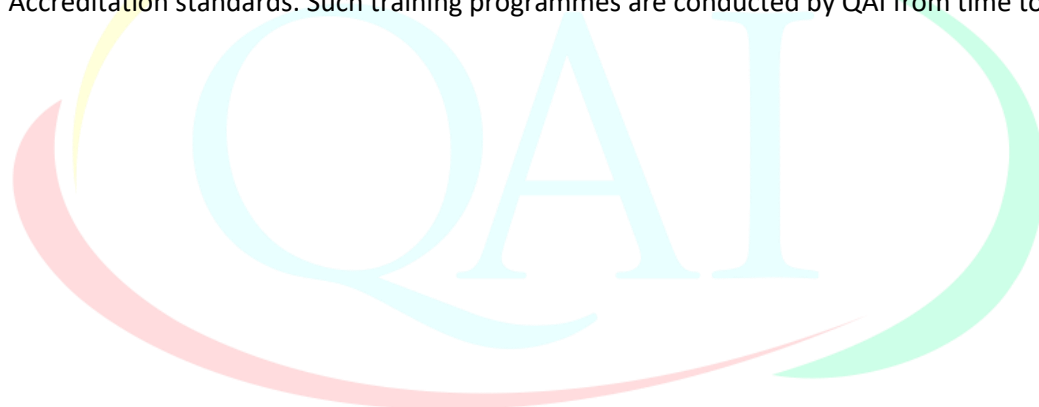 Accreditation standards. Such training programmes are conducted by QAI from time to
QAI